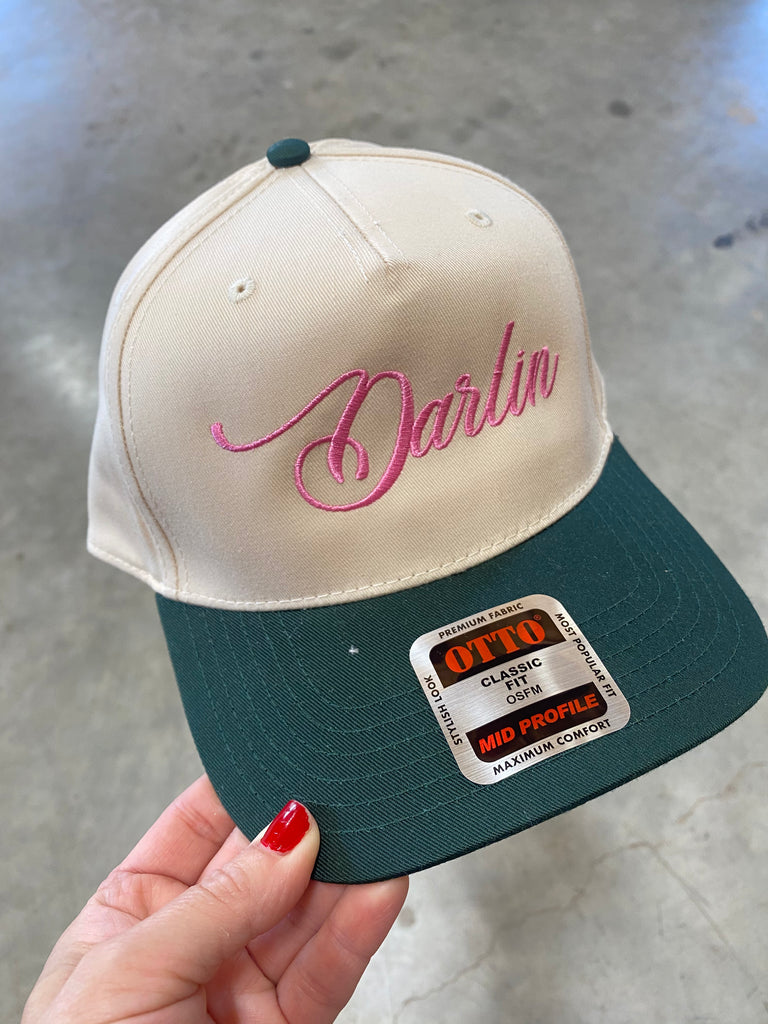 Darlin
PREMIUM FABRIC
OTTO®
CLASSIC
FIT
OSFM
MID PROFILE
MAXIMUM COMFORT
STYLISH LOOK
MOST POPULAR FIT